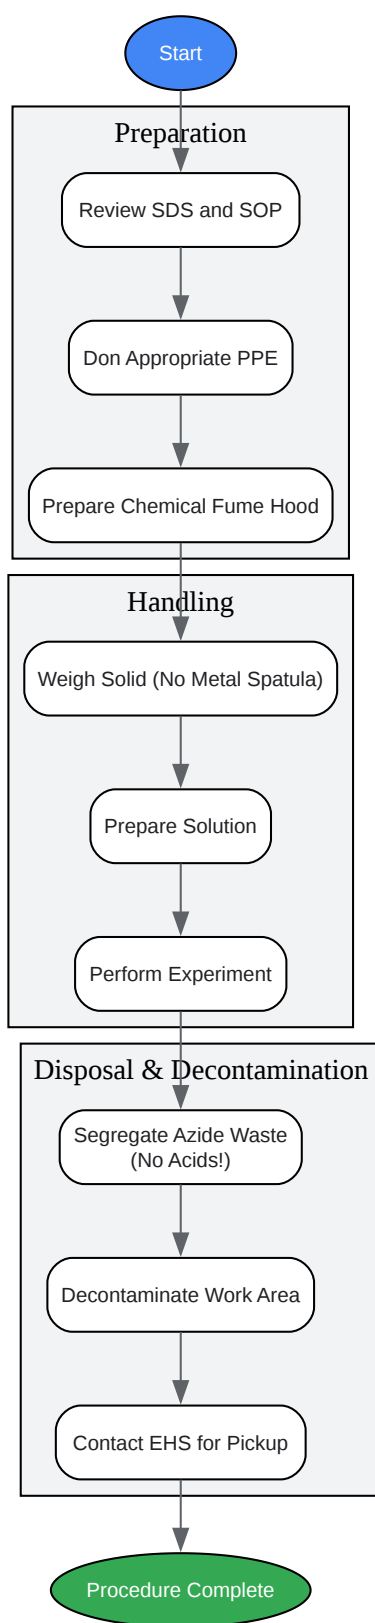 Start
Preparation
Review SDS and SOP
Don Appropriate PPE
Prepare Chemical Fume Hood
Handling
Weigh Solid (No Metal Spatula)
Prepare Solution
Perform Experiment
Disposal & Decontamination
Segregate Azide Waste
(No Acids!)
Decontaminate Work Area
Contact EHS for Pickup
Procedure Complete